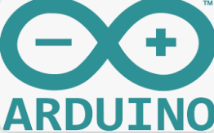 TM
- +
ARDUINO